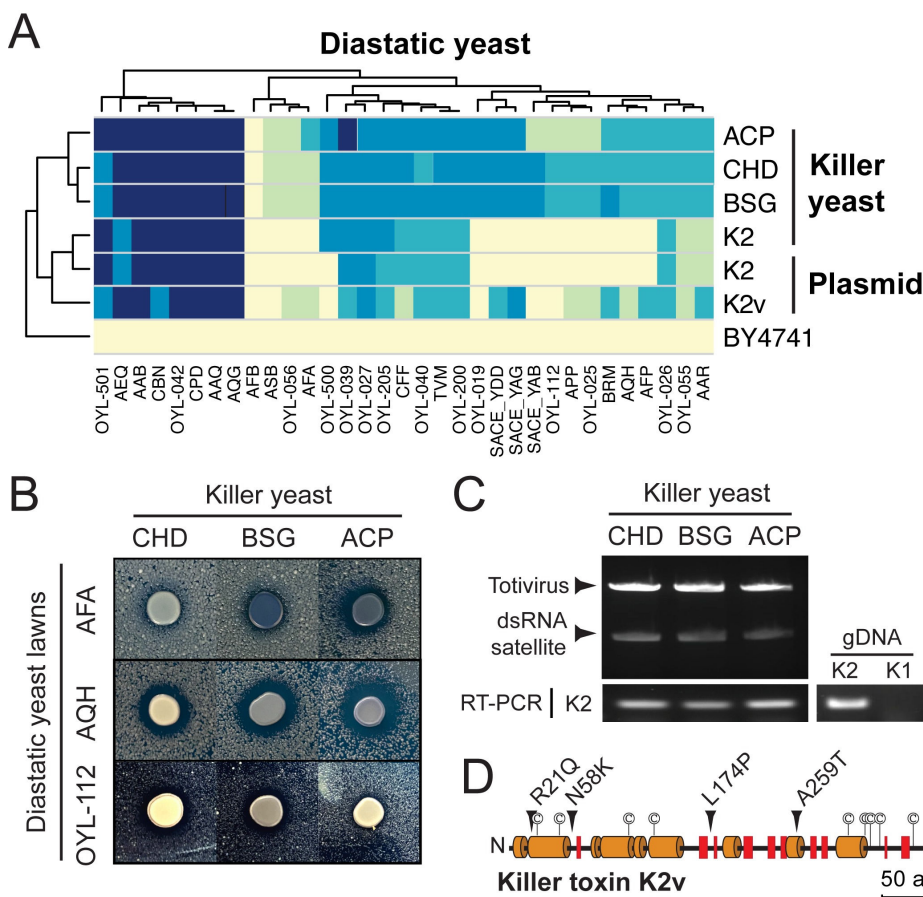 A
Diastatic yeast
ACP
CHD
BSG
K2
K2
K2v
BY4741
Killer
yeast
Plasmid
OYL-501
AEQ
AAB
CBN
OYL-042
CPD
AAQ
AQG
AFB
ASB
OYL-056
AFA
OYL-500
OYL-039
OYL-027
OYL-205
CFF
OYL-040
TVM
OYL-200
OYL-019
SACE_YDD
SACE_YAG
SACE_YAB
OYL-112
APP
OYL-025
BRM
AQH
AFP
OYL-026
OYL-055
AAR
B
Killer yeast
CHD BSG ACP
Diastatic yeast lawns
AFA
AQH
OYL-112
C
Killer yeast
CHD BSG ACP
Totivirus
dsRNA
satellite
gDNA
K2 K1
RT-PCR | K2
D
R21Q
N58K
L174P
A259T
© © © © © © © © ©
N
Killer toxin K2v
50 a